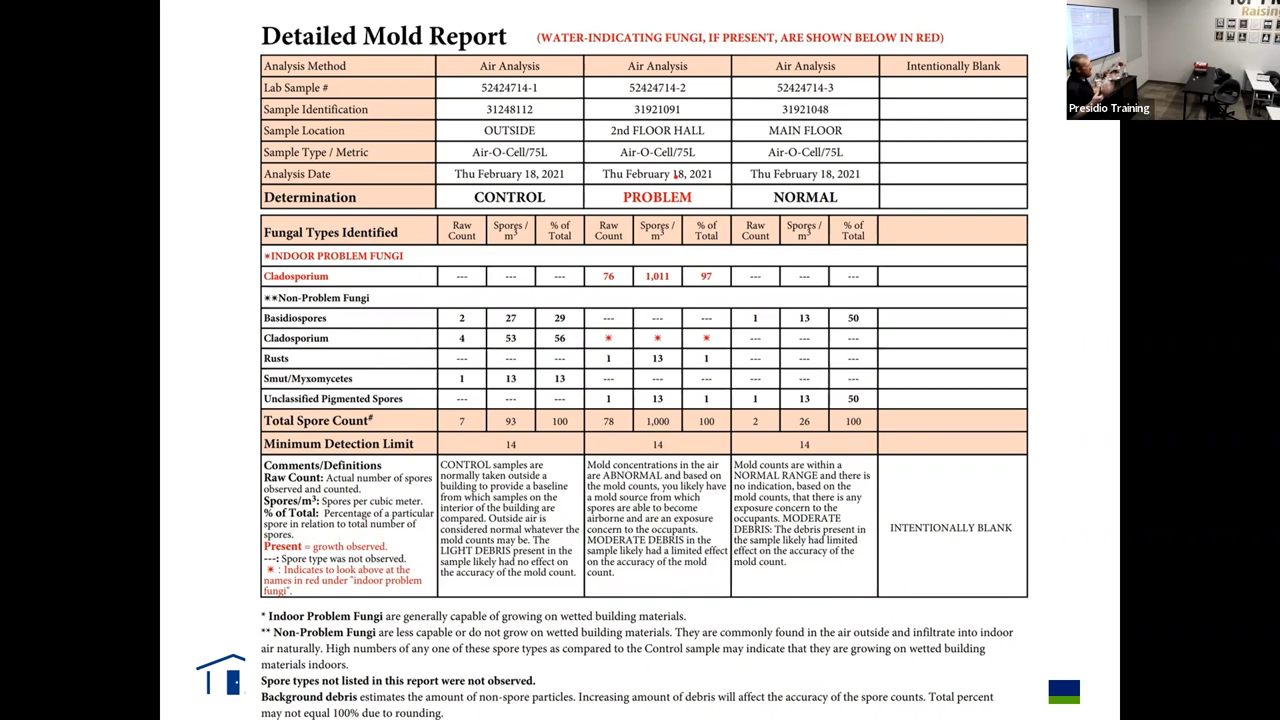 Detailed Mold Report (WATER-INDICATING FUNGI, IF PRESENT, ARE SHOWN BELOW IN RED)
Analysis Method Air Analysis Air Analysis Air Analysis Intentionally Blank
Lab Sample # 52424714-1 52424714-2 52424714-3
Sample Identification 31248112 31921091 31921048
Sample Location OUTSIDE 2nd FLOOR HALL MAIN FLOOR
Sample Type / Metric Air-O-Cell/75L Air-O-Cell/75L Air-O-Cell/75L
Analysis Date Thu February 18, 2021 Thu February 18, 2021 Thu February 18, 2021
Determination CONTROL PROBLEM NORMAL
Fungal Types Identified Raw Count Spores / m³ % of Total Raw Count Spores / m³ % of Total Raw Count Spores / m³ % of Total
✴INDOOR PROBLEM FUNGI
Cladosporium --- --- --- 76 1,011 97 --- --- ---
✴✴Non-Problem Fungi
Basidiospores 2 27 29 --- --- --- 1 13 50
Cladosporium 4 53 56 ✴ ✴ ✴ --- --- ---
Rusts --- --- --- 1 13 1 --- --- ---
Smut/Myxomycetes 1 13 13 --- --- --- --- --- ---
Unclassified Pigmented Spores --- --- --- 1 13 1 1 13 50
Total Spore Count# 7 93 100 78 1,000 100 2 26 100
Minimum Detection Limit 14 14 14
Comments/Definitions
Raw Count: Actual number of spores
observed and counted.
Spores/m³: Spores per cubic meter.
% of Total: Percentage of a particular
spore in relation to total number of
spores.
Present = growth observed.
---: Spore type was not observed.
✴ : Indicates to look above at the
names in red under "indoor problem
fungi".
CONTROL samples are
normally taken outside a
building to provide a baseline
from which samples on the
interior of the building are
compared. Outside air is
considered normal whatever the
mold counts may be. The
LIGHT DEBRIS present in the
sample likely had no effect on
the accuracy of the mold count.
Mold concentrations in the air
are ABNORMAL and based on
the mold counts, you likely have
a mold source from which
spores are able to become
airborne and are an exposure
concern to the occupants.
MODERATE DEBRIS in the
sample likely had a limited effect
on the accuracy of the mold
count.
Mold counts are within a
NORMAL RANGE and there is
no indication, based on the
mold counts, that there is any
exposure concern to the
occupants. MODERATE
DEBRIS: The debris present in
the sample likely had limited
effect on the accuracy of the
mold count.
INTENTIONALLY BLANK
* Indoor Problem Fungi are generally capable of growing on wetted building materials.
** Non-Problem Fungi are less capable or do not grow on wetted building materials. They are commonly found in the air outside and infiltrate into indoor
air naturally. High numbers of any one of these spore types as compared to the Control sample may indicate that they are growing on wetted building
materials indoors.
Spore types not listed in this report were not observed.
Background debris estimates the amount of non-spore particles. Increasing amount of debris will affect the accuracy of the spore counts. Total percent
may not equal 100% due to rounding.
Raising
Presidio Training